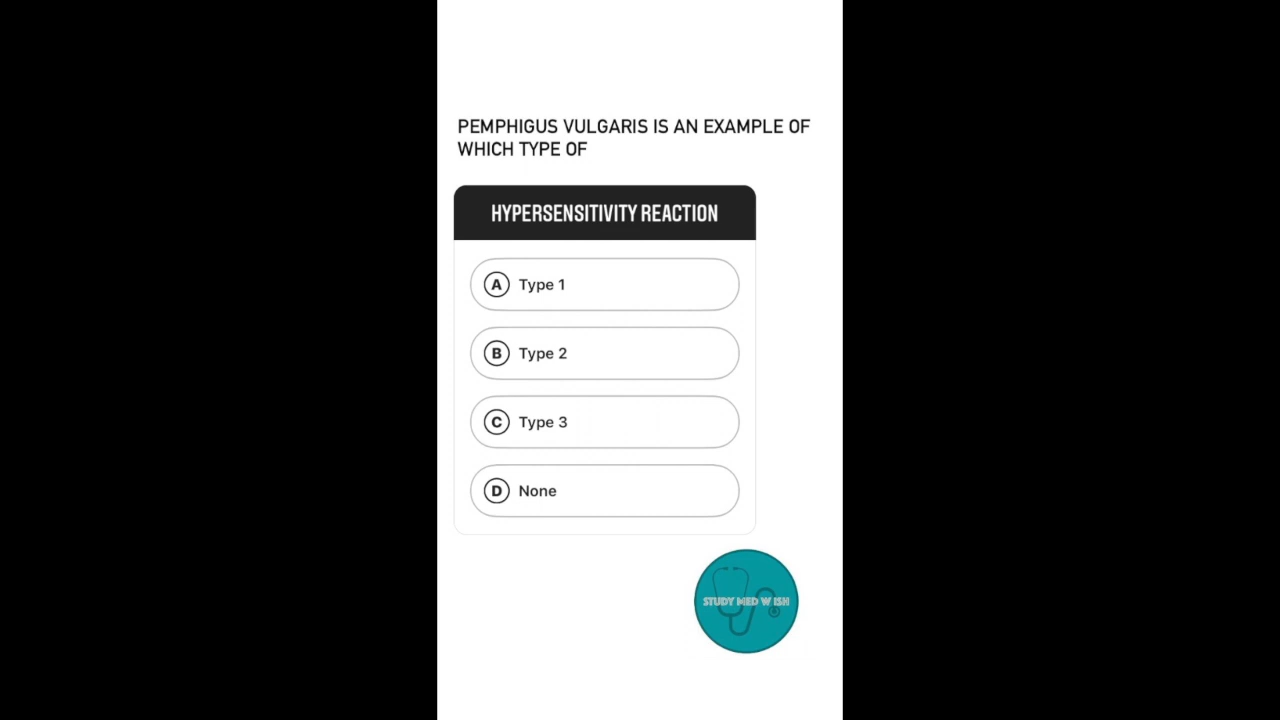 PEMPHIGUS VULGARIS IS AN EXAMPLE OF
WHICH TYPE OF
HYPERSENSITIVITY REACTION
A Type 1
B Type 2
C Type 3
D None
STUDY MED W ISH